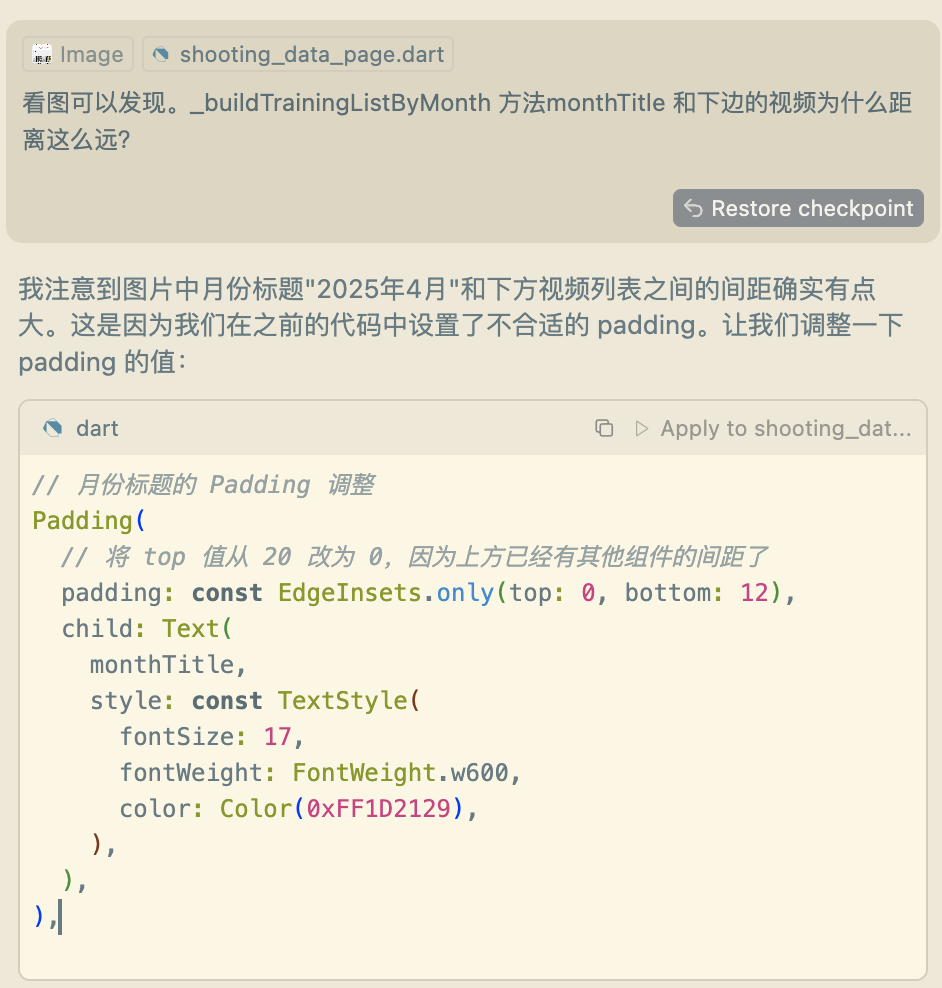 Image shooting_data_page.dart
看图可以发现。_buildTrainingListByMonth 方法monthTitle 和下边的视频为什么距
离这么远?
Restore checkpoint
我注意到图片中月份标题"2025年4月"和下方视频列表之间的间距确实有点
大。这是因为我们在之前的代码中设置了不合适的 padding。让我们调整一下
padding 的值：
dart Apply to shooting_dat...
// 月份标题的 Padding 调整
Padding(
  // 将 top 值从 20 改为 0，因为上方已经有其他组件的间距了
  padding: const EdgeInsets.only(top: 0, bottom: 12),
  child: Text(
    monthTitle,
    style: const TextStyle(
      fontSize: 17,
      fontWeight: FontWeight.w600,
      color: Color(0xFF1D2129),
    ),
  ),
),